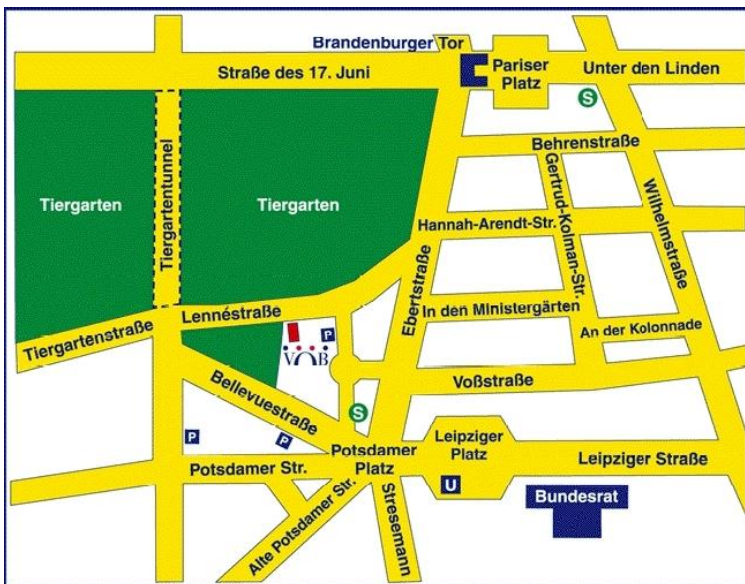 Brandenburger Tor
Straße des 17. Juni
Pariser
Platz
Unter den Linden
S
Behrenstraße
Tiergarten
Tiergartentunnel
Tiergarten
Gertrud-Kolman-Str.
Wilhelmstraße
Hannah-Arendt-Str.
Ebertstraße
In den Ministergärten
An der Kolonnade
Lennéstraße
Tiergartenstraße
P
VOB
Voßstraße
Bellevuestraße
S
P
P
Potsdamer
Platz
Leipziger
Platz
Leipziger Straße
Potsdamer Str.
U
Alte Potsdamer Str.
Stresemann
Bundesrat